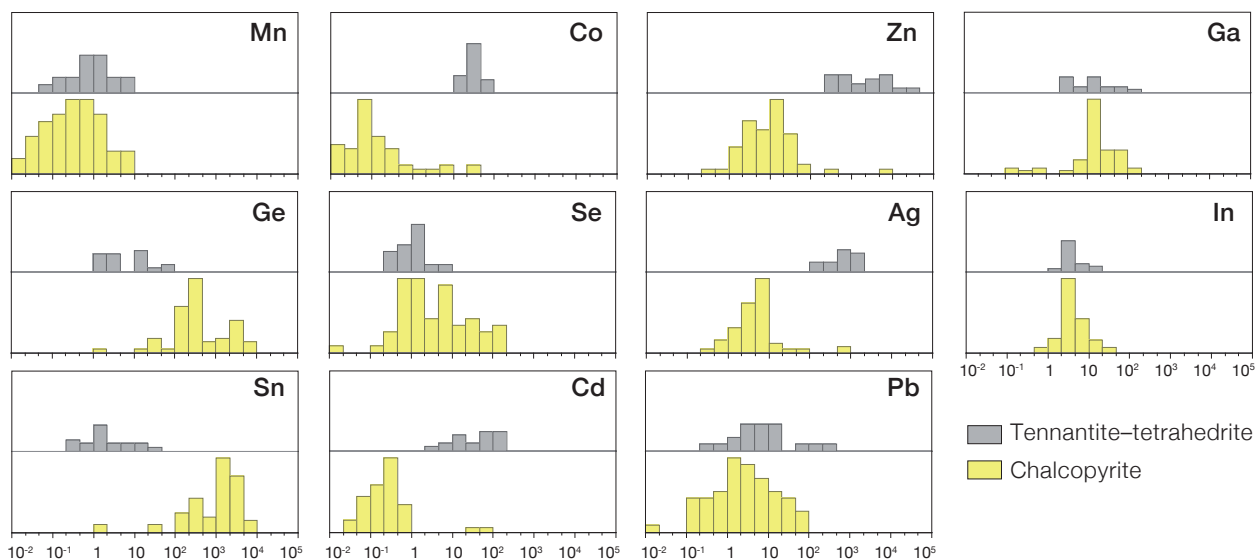 Mn
Co
Zn
Ga
Ge
Se
Ag
In
10⁻² 10⁻¹ 1 10 10² 10³ 10⁴ 10⁵
Sn
Cd
Pb
Tennantite–tetrahedrite
Chalcopyrite
10⁻² 10⁻¹ 1 10² 10³ 10⁴ 10⁵
10⁻² 10⁻¹ 1 10 10² 10³ 10⁴ 10⁵
10⁻² 10⁻¹ 1 10 10² 10³ 10⁴ 10⁵